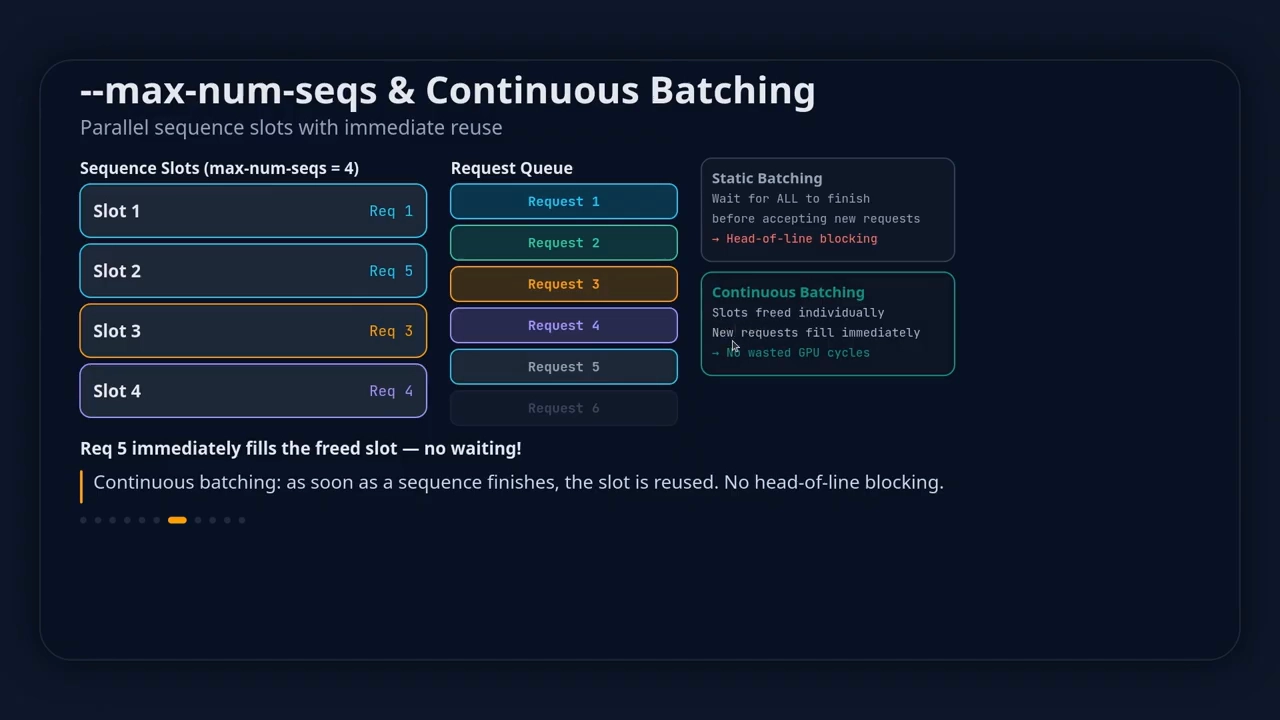 --max-num-seqs & Continuous Batching
Parallel sequence slots with immediate reuse
Sequence Slots (max-num-seqs = 4)
Slot 1 Req 1
Slot 2 Req 5
Slot 3 Req 3
Slot 4 Req 4
Request Queue
Request 1
Request 2
Request 3
Request 4
Request 5
Request 6
Static Batching
Wait for ALL to finish
before accepting new requests
→ Head-of-line blocking
Continuous Batching
Slots freed individually
New requests fill immediately
→ No wasted GPU cycles
Req 5 immediately fills the freed slot — no waiting!
Continuous batching: as soon as a sequence finishes, the slot is reused. No head-of-line blocking.